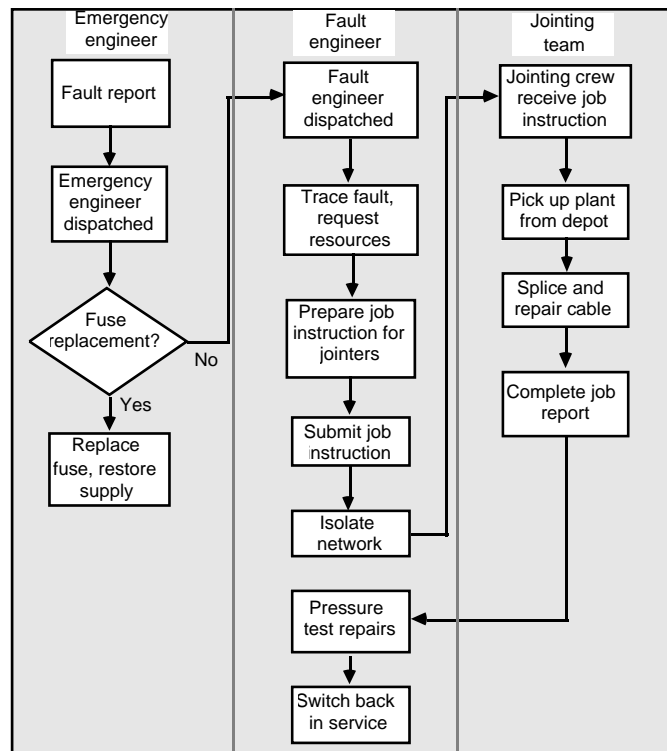 Emergency
engineer
Fault report
Emergency
engineer
dispatched
Fuse
replacement?
No
Yes
Replace
fuse, restore
supply
Fault
engineer
Fault
engineer
dispatched
Trace fault,
request
resources
Prepare job
instruction for
jointers
Submit job
instruction
Isolate
network
Pressure
test repairs
Switch back
in service
Jointing
team
Jointing crew
receive job
instruction
Pick up plant
from depot
Splice and
repair cable
Complete job
report